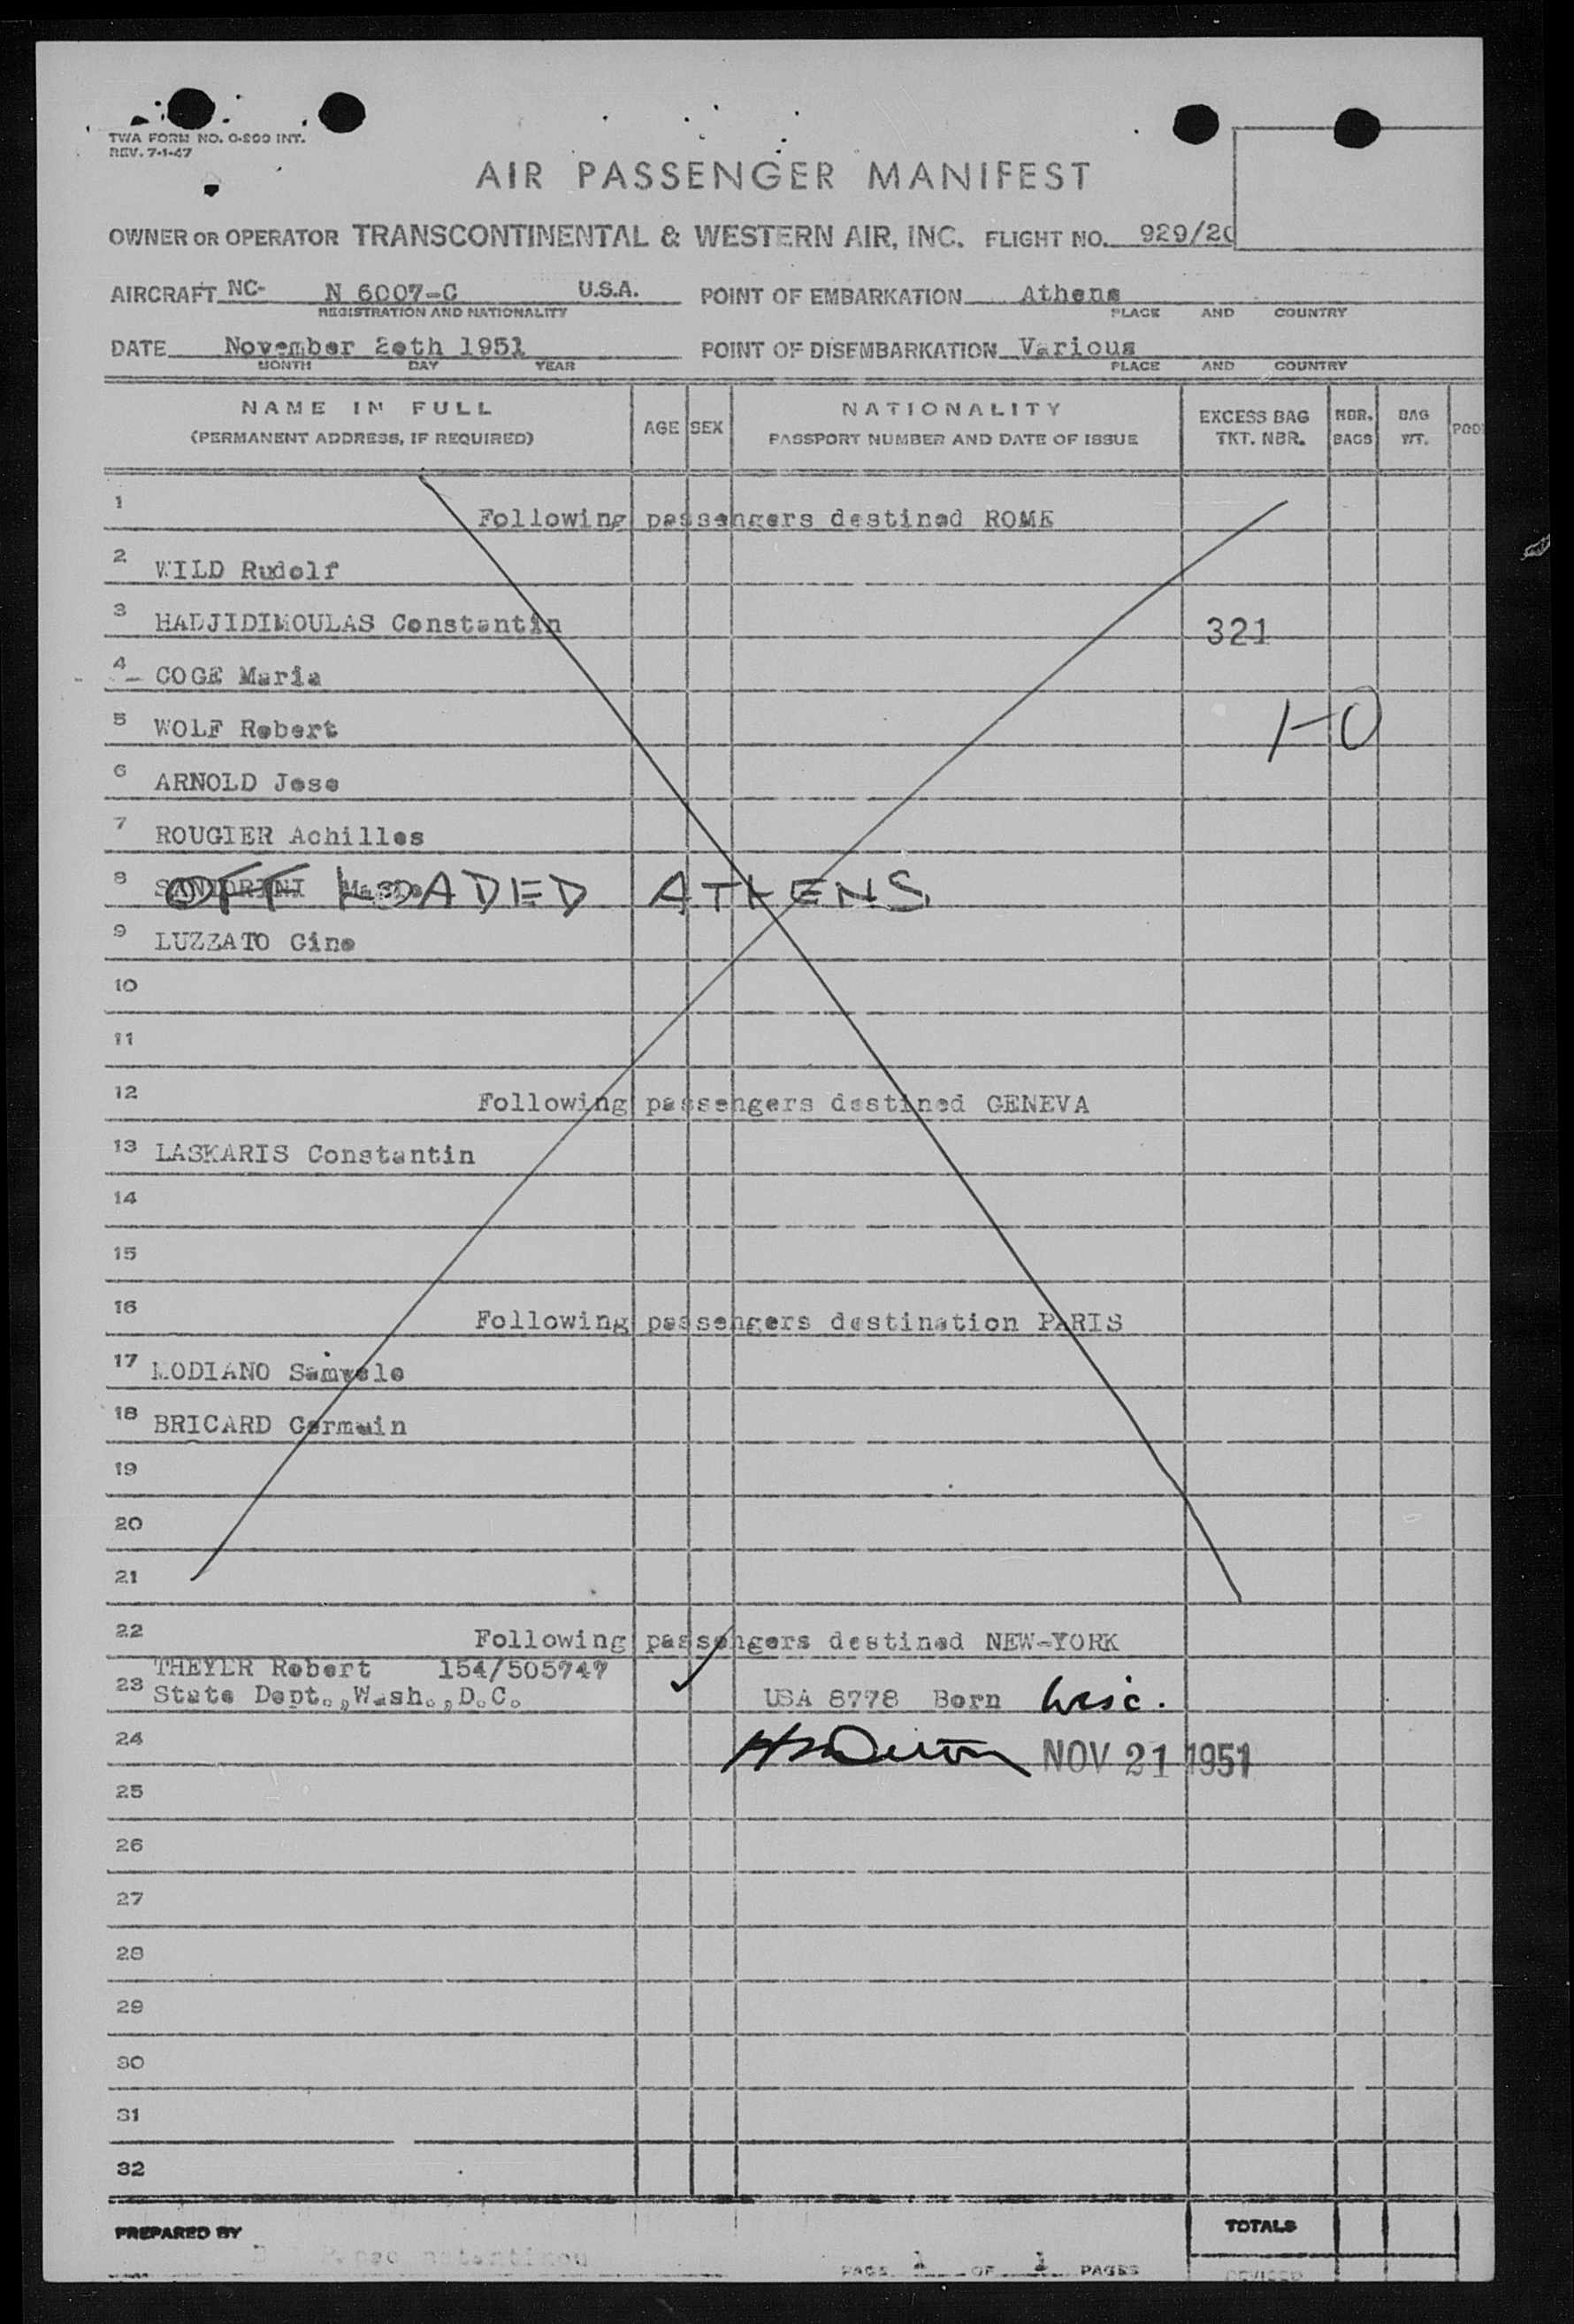 TWA FORM NO. O-200 INT.
REV. 7-1-47
AIR PASSENGER MANIFEST
OWNER OR OPERATOR TRANSCONTINENTAL & WESTERN AIR, INC. FLIGHT NO. 929/20
AIRCRAFT NC- N 6007-C U.S.A. POINT OF EMBARKATION Athens
REGISTRATION AND NATIONALITY PLACE AND COUNTRY
DATE November 20th 1951 POINT OF DISEMBARKATION Various
MONTH DAY YEAR PLACE AND COUNTRY
NAME IN FULL AGE SEX NATIONALITY EXCESS BAG NBR. BAG
(PERMANENT ADDRESS, IF REQUIRED) PASSPORT NUMBER AND DATE OF ISSUE TKT. NBR. BAGS WT.
1 Following passengers destined ROME
2 WILD Rudolf
3 HADJIDIMOULAS Constantin 321
4 COGE Maria
5 WOLF Robert 1-0
6 ARNOLD Jose
7 ROUGIER Achilles
8 OFF LOADED ATHENS
9 LUZZATO Gino
10
11
12 Following passengers destined GENEVA
13 LASKARIS Constantin
14
15
16 Following passengers destination PARIS
17 MODIANO Samuele
18 BRICARD Germain
19
20
21
22 Following passengers destined NEW-YORK
THEYER Robert 154/505747
23 State Dept., Wash., D.C. USA 8778 Born Wisc.
24 NOV 21 1951
25
26
27
28
29
30
31
32
PREPARED BY TOTALS
PAGE 1 OF 1 PAGES